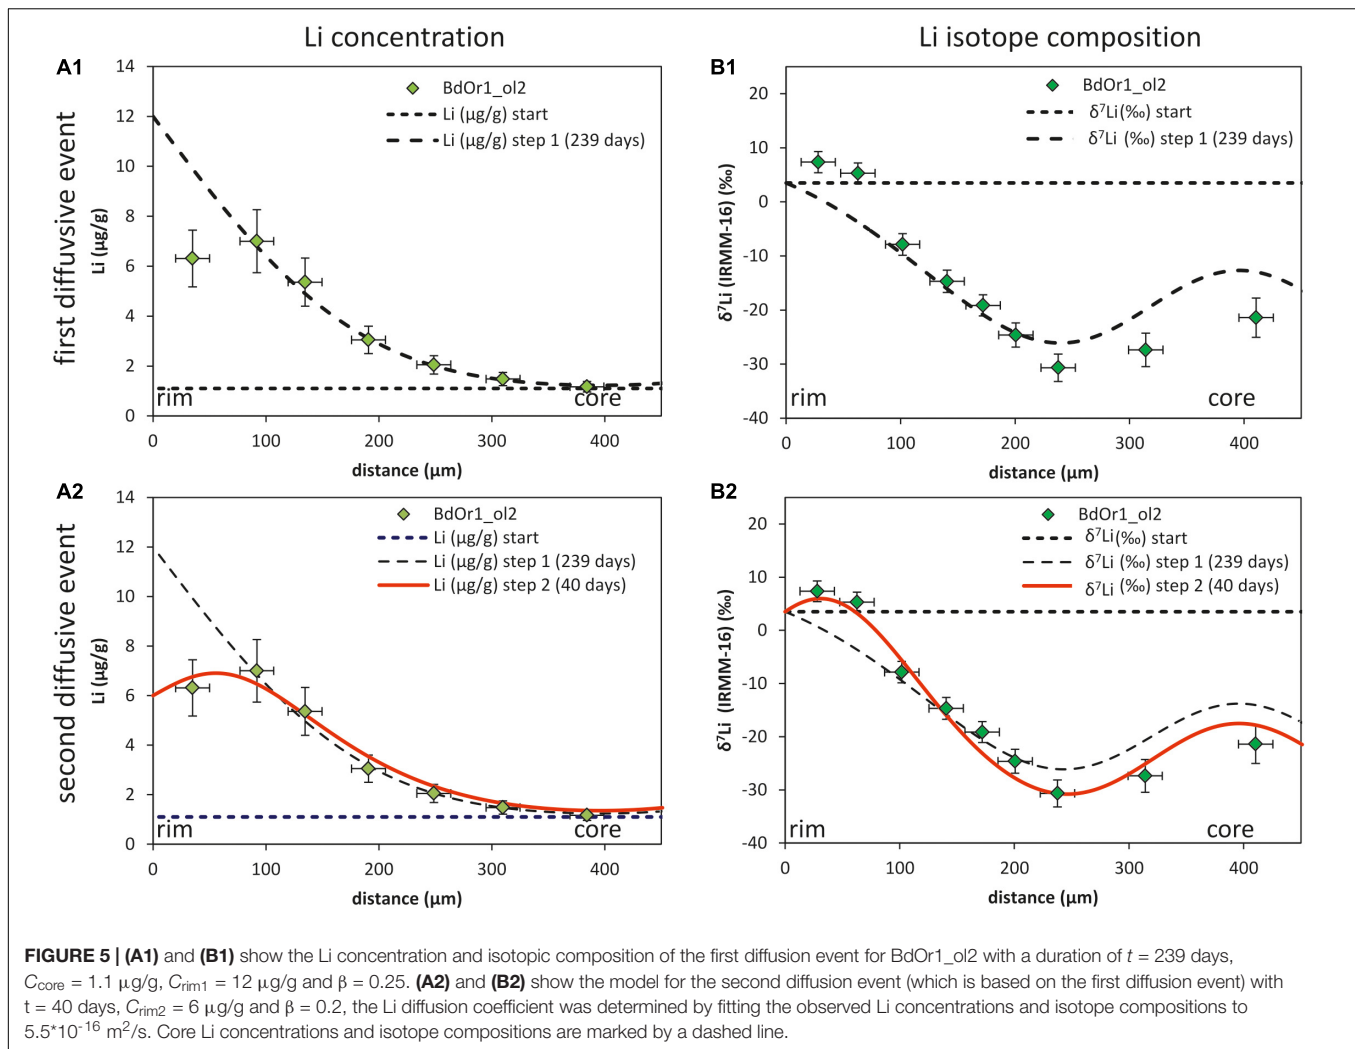 Li concentration
Li isotope composition
A1
14
12
10
8
6
4
2
0
0 100 200 300 400
distance (µm)
Li (µg/g)
first diffuvsive event
BdOr1_ol2
Li (µg/g) start
Li (µg/g) step 1 (239 days)
rim
core
B1
20
10
0
-10
-20
-30
-40
0 100 200 300 400
distance (µm)
δ⁷Li (IRMM-16) (‰)
BdOr1_ol2
δ⁷Li(‰) start
δ⁷Li (‰) step 1 (239 days)
rim
core
A2
14
12
10
8
6
4
2
0
0 100 200 300 400
distance (µm)
Li (µg/g)
second diffusive event
BdOr1_ol2
Li (µg/g) start
Li (µg/g) step 1 (239 days)
Li (µg/g) step 2 (40 days)
rim
core
B2
20
10
0
-10
-20
-30
-40
0 100 200 300 400
distance (µm)
δ⁷Li (IRMM-16) (‰)
BdOr1_ol2
δ⁷Li(‰) start
δ⁷Li (‰) step 1 (239 days)
δ⁷Li (‰) step 2 (40 days)
rim
core
FIGURE 5 | (A1) and (B1) show the Li concentration and isotopic composition of the first diffusion event for BdOr1_ol2 with a duration of t = 239 days,
C_core = 1.1 µg/g, C_rim1 = 12 µg/g and β = 0.25. (A2) and (B2) show the model for the second diffusion event (which is based on the first diffusion event) with
t = 40 days, C_rim2 = 6 µg/g and β = 0.2, the Li diffusion coefficient was determined by fitting the observed Li concentrations and isotope compositions to
5.5*10⁻¹⁶ m²/s. Core Li concentrations and isotope compositions are marked by a dashed line.